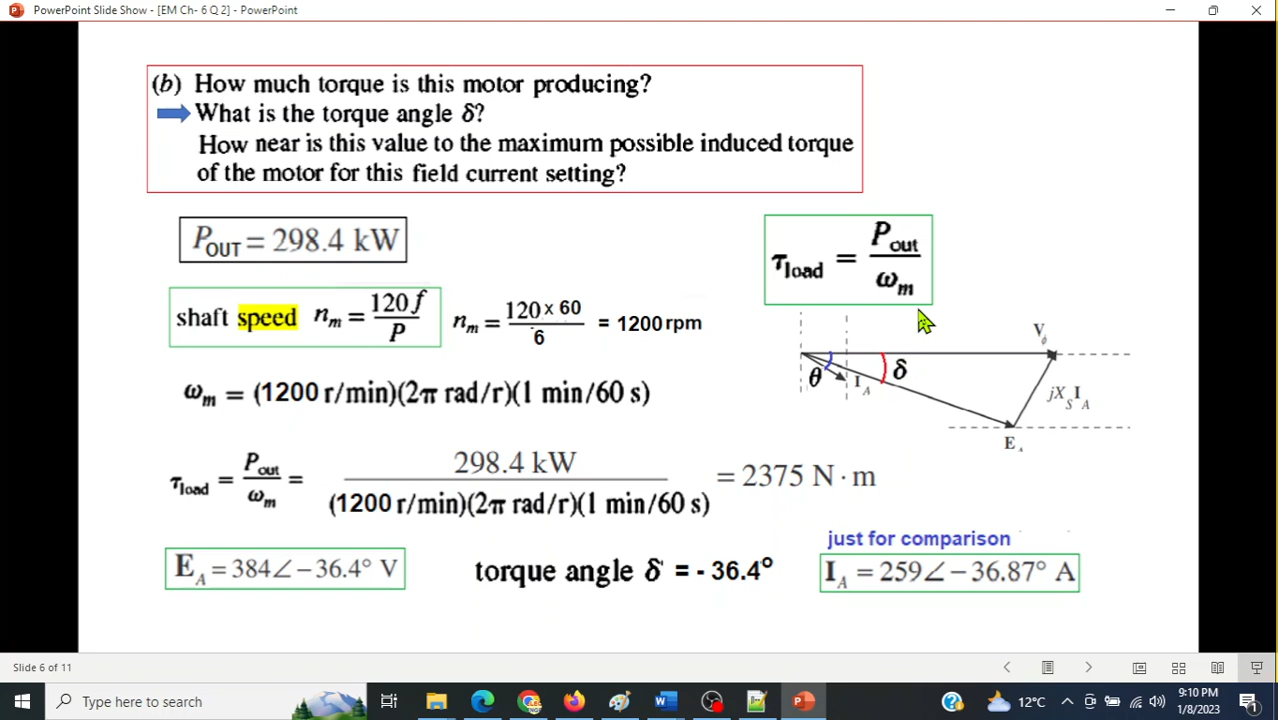 PowerPoint Slide Show - [EM Ch- 6 Q 2] - PowerPoint
(b) How much torque is this motor producing?
What is the torque angle δ?
How near is this value to the maximum possible induced torque
of the motor for this field current setting?
P_OUT = 298.4 kW
τ_load = P_out / ω_m
shaft speed n_m = 120 f / P
n_m = 120 × 60 / 6 = 1200 rpm
V_ϕ
θ
I_A
δ
jX_S I_A
E_A
ω_m = (1200 r/min)(2π rad/r)(1 min/60 s)
τ_load = P_out / ω_m = 298.4 kW / (1200 r/min)(2π rad/r)(1 min/60 s) = 2375 N · m
just for comparison
E_A = 384∠−36.4° V
torque angle δ = - 36.4°
I_A = 259∠−36.87° A
Slide 6 of 11
Type here to search
12°C
9:10 PM
1/8/2023
1